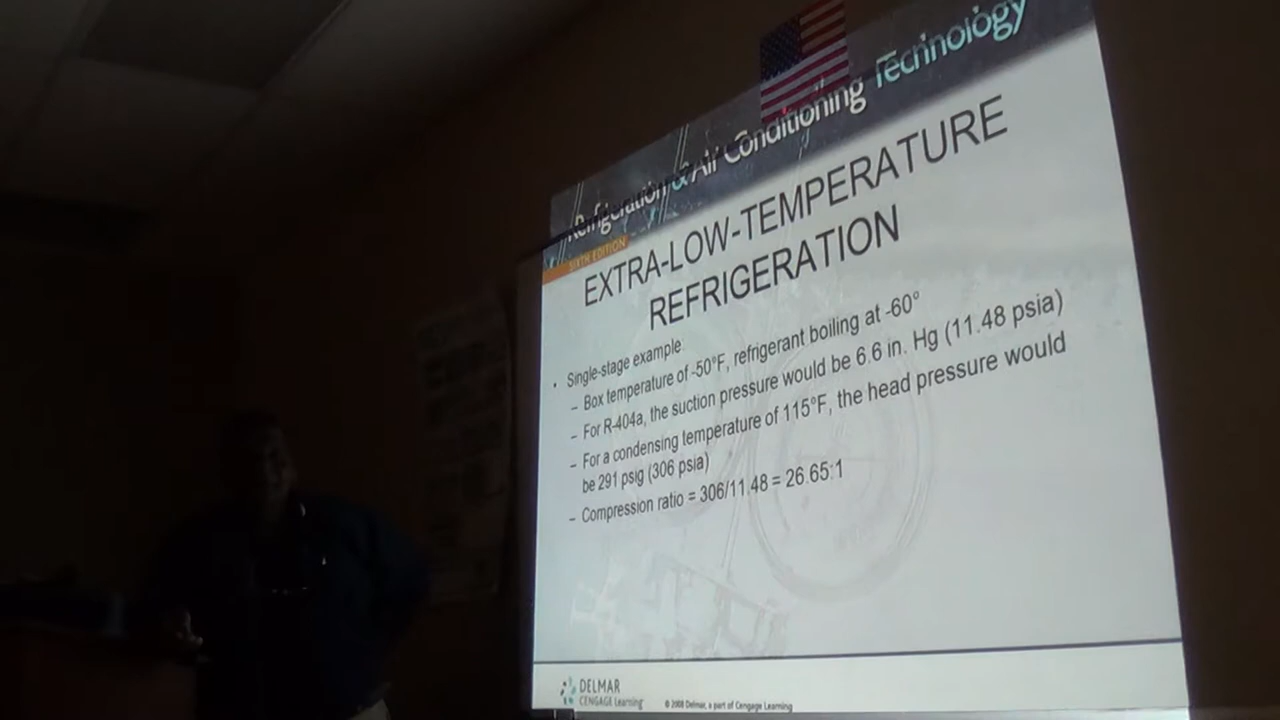 Refrigeration & Air Conditioning Technology
SIXTH EDITION
EXTRA-LOW-TEMPERATURE
REFRIGERATION
• Single-stage example:
– Box temperature of -50°F, refrigerant boiling at -60°
– For R-404a, the suction pressure would be 6.6 in. Hg (11.48 psia)
– For a condensing temperature of 115°F, the head pressure would
be 291 psig (306 psia)
– Compression ratio = 306/11.48 = 26.65:1
DELMAR
CENGAGE Learning
© 2008 Delmar, a part of Cengage Learning